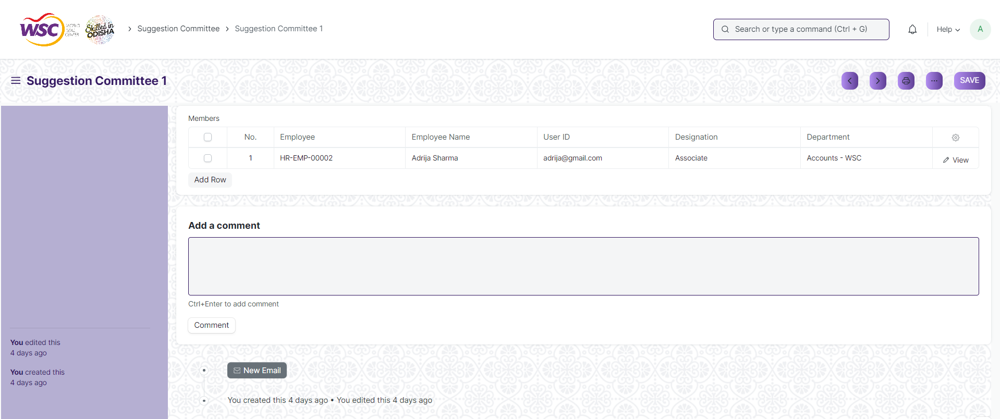 WSC WORLD SKILL CENTER Skilled in ODISHA > Suggestion Committee > Suggestion Committee 1 Search or type a command (Ctrl + G) Help A
Suggestion Committee 1 ... SAVE
Members
No. Employee Employee Name User ID Designation Department
1 HR-EMP-00002 Adrija Sharma adrija@gmail.com Associate Accounts - WSC View
Add Row
Add a comment
Ctrl+Enter to add comment
Comment
You edited this
4 days ago
You created this
4 days ago
New Email
You created this 4 days ago • You edited this 4 days ago